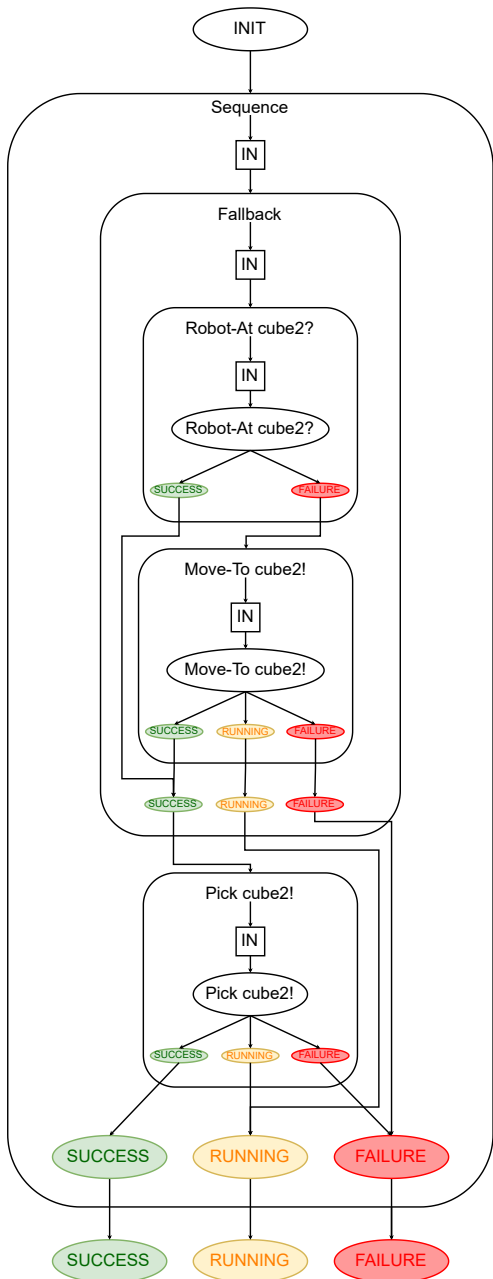 INIT
Sequence
IN
Fallback
IN
Robot-At cube2?
IN
Robot-At cube2?
SUCCESS FAILURE
Move-To cube2!
IN
Move-To cube2!
SUCCESS RUNNING FAILURE
SUCCESS RUNNING FAILURE
Pick cube2!
IN
Pick cube2!
SUCCESS RUNNING FAILURE
SUCCESS RUNNING FAILURE
SUCCESS RUNNING FAILURE